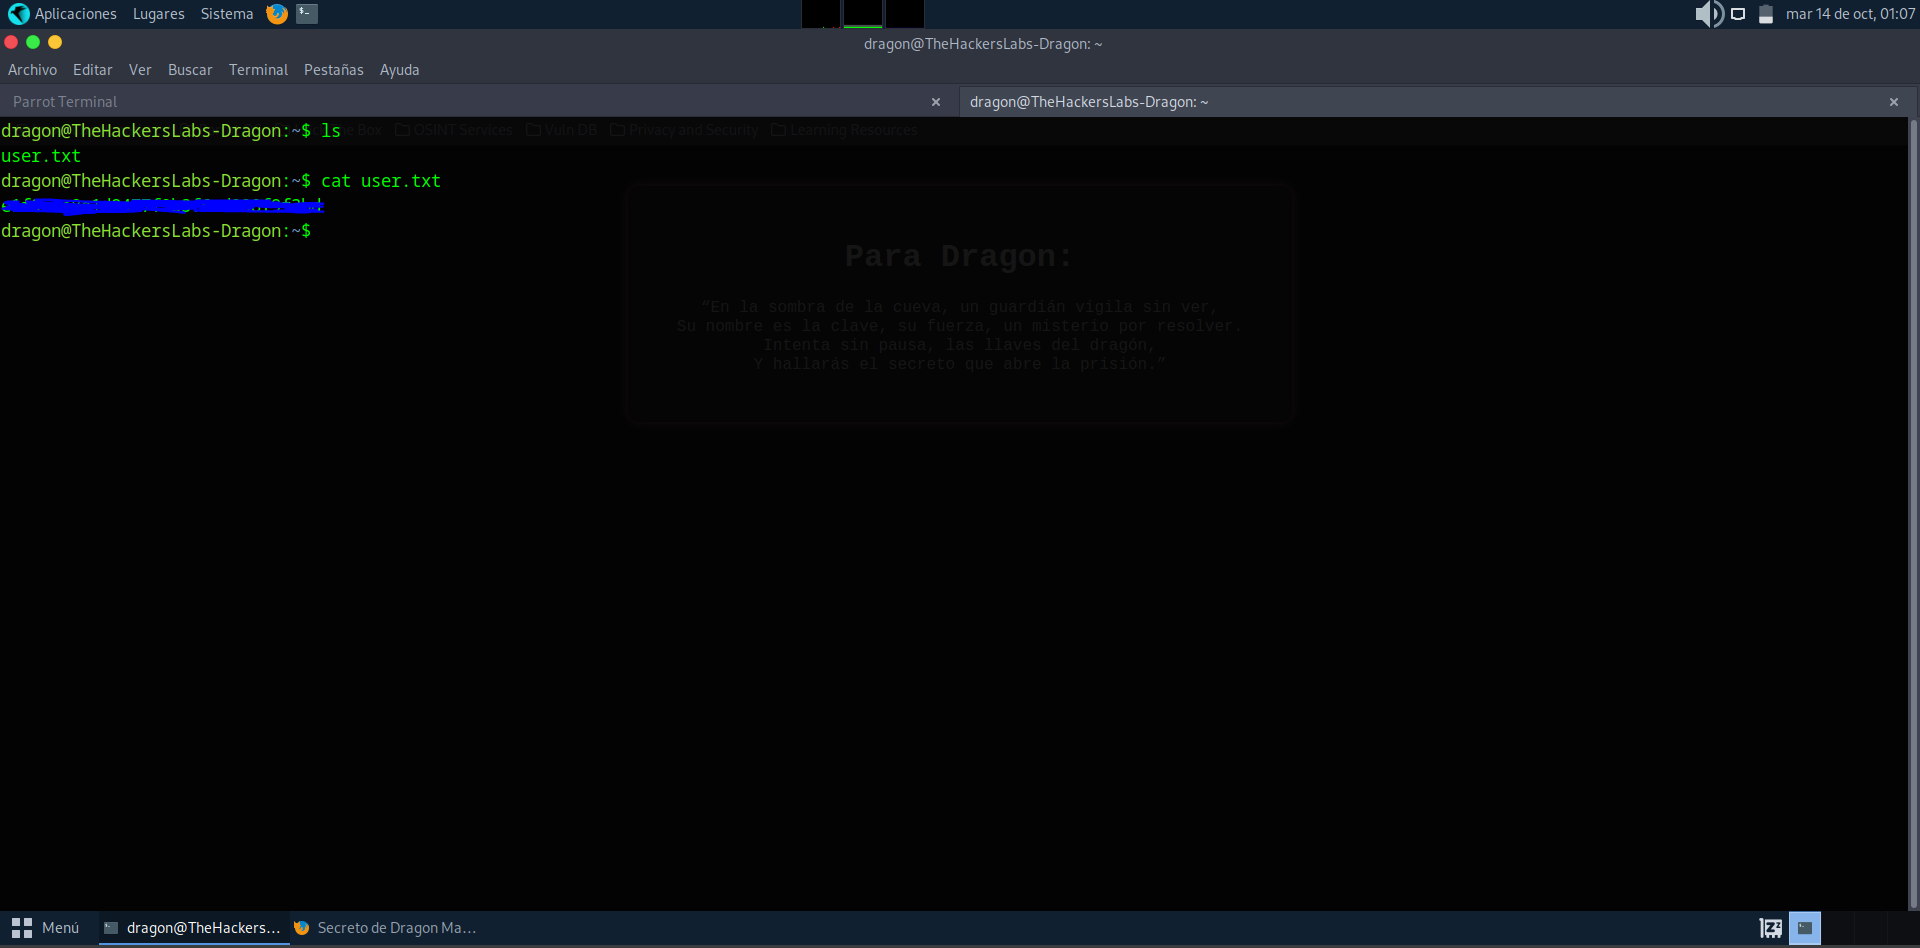 Aplicaciones Lugares Sistema mar 14 de oct, 01:07
dragon@TheHackersLabs-Dragon: ~
Archivo Editar Ver Buscar Terminal Pestañas Ayuda
Parrot Terminal × dragon@TheHackersLabs-Dragon: ~ ×
dragon@TheHackersLabs-Dragon:~$ ls
Box OSINT Services Vuln DB Privacy and Security Learning Resources
user.txt
dragon@TheHackersLabs-Dragon:~$ cat user.txt
dragon@TheHackersLabs-Dragon:~$
Para Dragon:
“En la sombra de la cueva, un guardián vigila sin ver,
Su nombre es la clave, su fuerza, un misterio por resolver.
Intenta sin pausa, las llaves del dragón,
Y hallarás el secreto que abre la prisión.”
Menú dragon@TheHackers... Secreto de Dragon Ma...